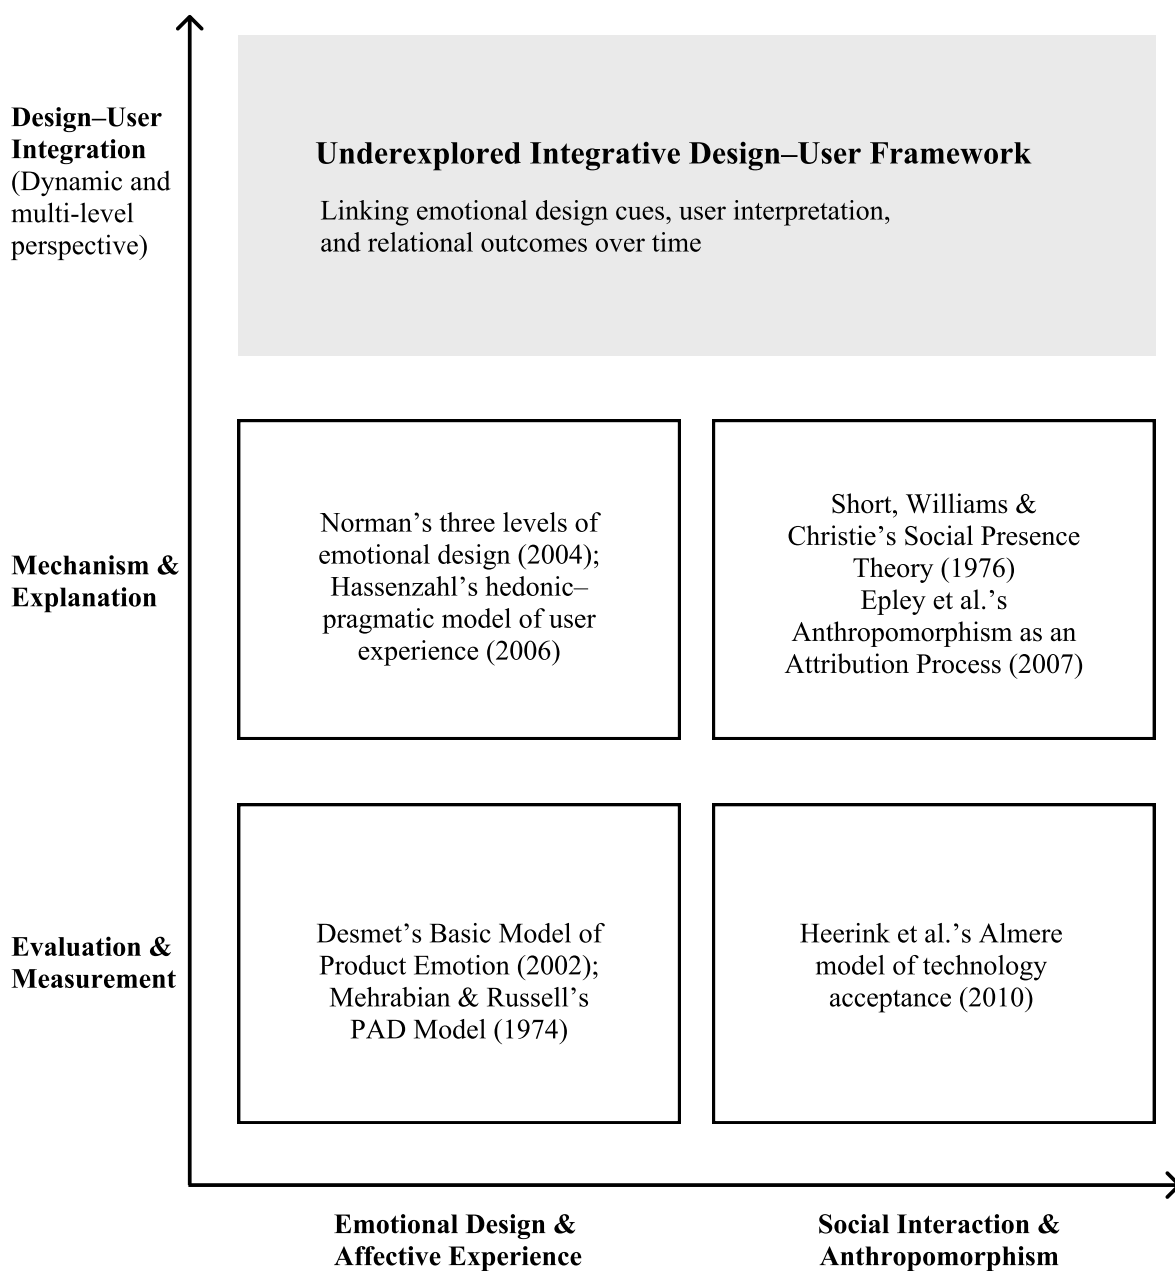 Design–User
Integration
(Dynamic and
multi-level
perspective)
Underexplored Integrative Design–User Framework
Linking emotional design cues, user interpretation,
and relational outcomes over time
Mechanism &
Explanation
Norman’s three levels of
emotional design (2004);
Hassenzahl’s hedonic–
pragmatic model of user
experience (2006)
Short, Williams &
Christie’s Social Presence
Theory (1976)
Epley et al.’s
Anthropomorphism as an
Attribution Process (2007)
Evaluation &
Measurement
Desmet’s Basic Model of
Product Emotion (2002);
Mehrabian & Russell’s
PAD Model (1974)
Heerink et al.’s Almere
model of technology
acceptance (2010)
Emotional Design &
Affective Experience
Social Interaction &
Anthropomorphism